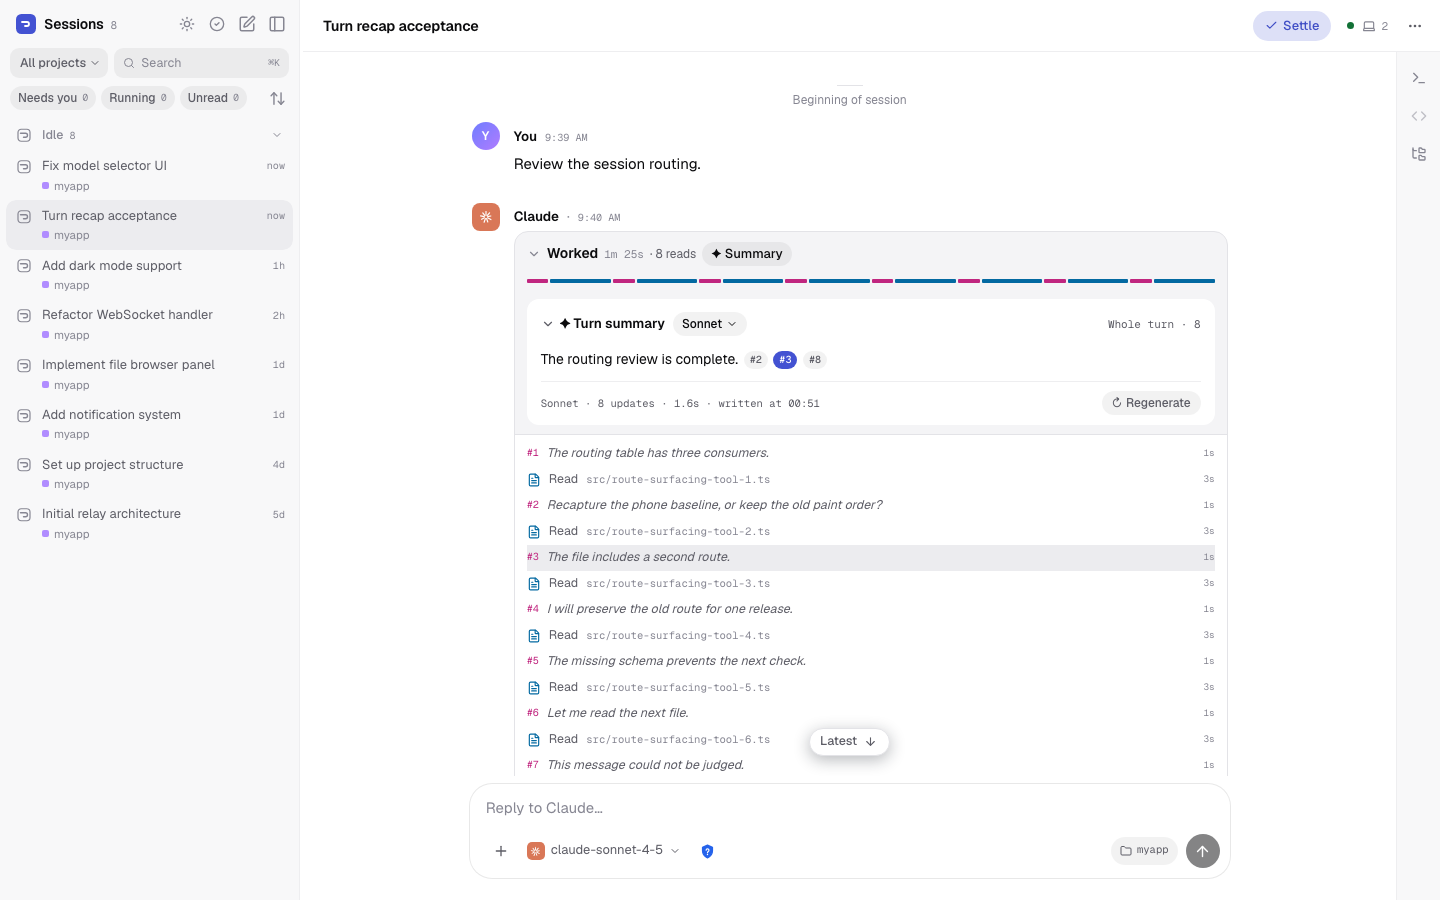 Sessions 8
All projects
Search ⌘K
Needs you 0
Running 0
Unread 0
Idle 8
Fix model selector UI now
myapp
Turn recap acceptance now
myapp
Add dark mode support 1h
myapp
Refactor WebSocket handler 2h
myapp
Implement file browser panel 1d
myapp
Add notification system 1d
myapp
Set up project structure 4d
myapp
Initial relay architecture 5d
myapp
Turn recap acceptance
Settle
2
Beginning of session
Y
You 9:39 AM
Review the session routing.
Claude · 9:40 AM
Worked 1m 25s · 8 reads Summary
Turn summary Sonnet Whole turn · 8
The routing review is complete. #2 #3 #8
Sonnet · 8 updates · 1.6s · written at 00:51 Regenerate
#1 The routing table has three consumers. 1s
Read src/route-surfacing-tool-1.ts 3s
#2 Recapture the phone baseline, or keep the old paint order? 1s
Read src/route-surfacing-tool-2.ts 3s
#3 The file includes a second route. 1s
Read src/route-surfacing-tool-3.ts 3s
#4 I will preserve the old route for one release. 1s
Read src/route-surfacing-tool-4.ts 3s
#5 The missing schema prevents the next check. 1s
Read src/route-surfacing-tool-5.ts 3s
#6 Let me read the next file. 1s
Read src/route-surfacing-tool-6.ts 3s
Latest
#7 This message could not be judged. 1s
Reply to Claude…
claude-sonnet-4-5
myapp